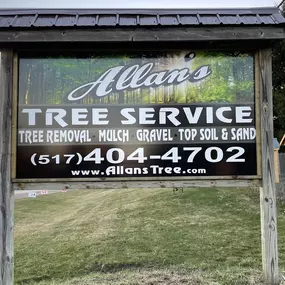 Allan's
TREE SERVICE
TREE REMOVAL · MULCH · GRAVEL · TOP SOIL & SAND
(517) 404-4702
www.AllansTree.com